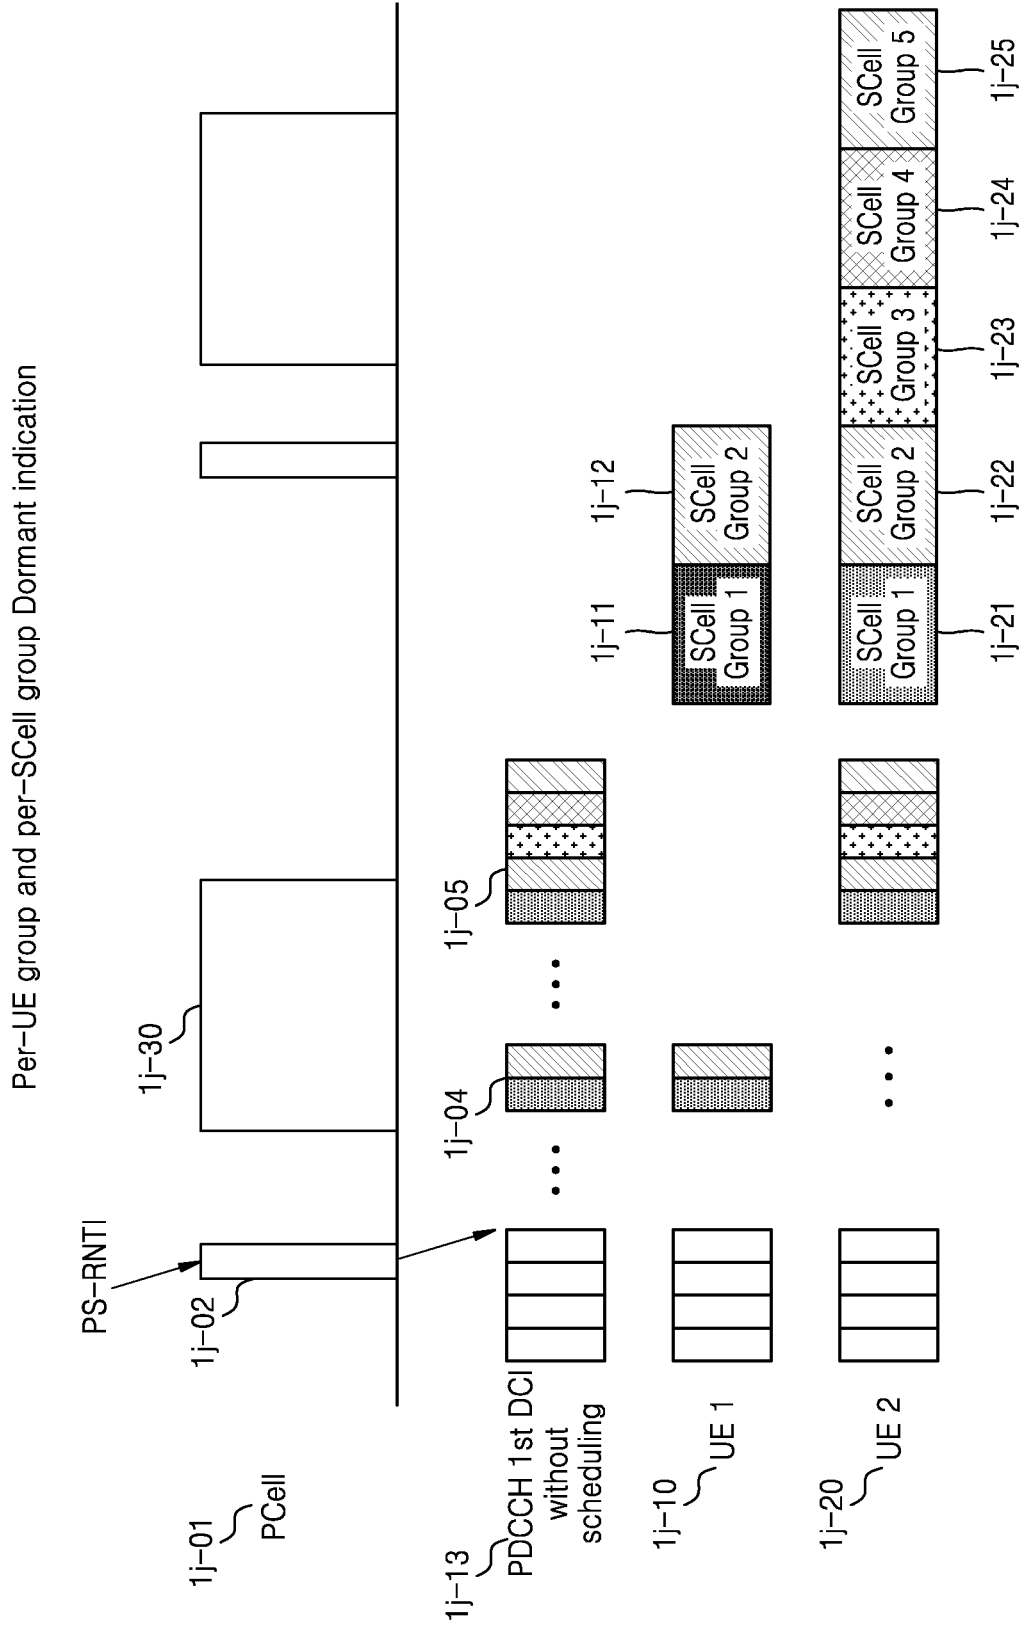 Per-UE group and per-SCell group Dormant indication
PS-RNTI
1j-30
1j-02
1j-01
PCell
1j-13
PDCCH 1st DCI
without
scheduling
1j-04
1j-05
1j-10
UE 1
1j-11
1j-12
SCell
Group 1
SCell
Group 2
1j-20
UE 2
SCell
Group 1
SCell
Group 2
SCell
Group 3
SCell
Group 4
SCell
Group 5
1j-21
1j-22
1j-23
1j-24
1j-25